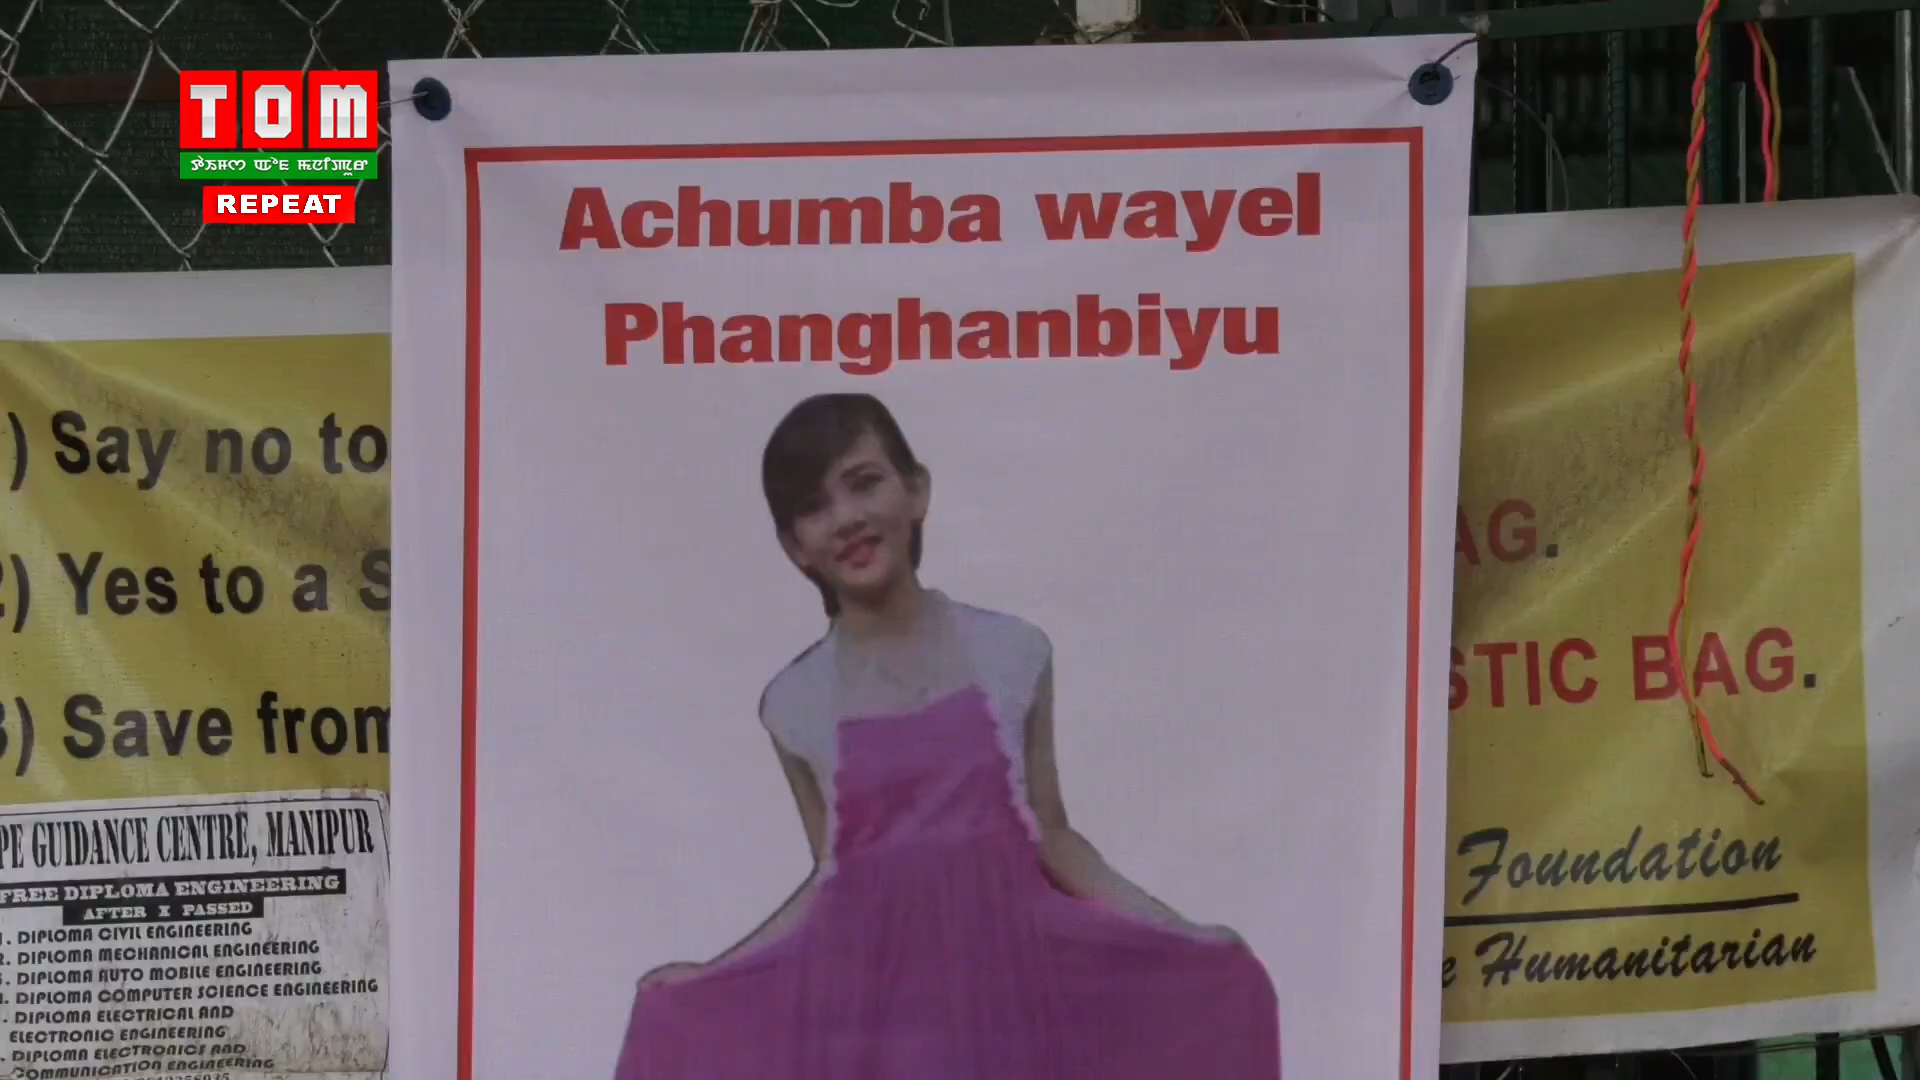 TOM
REPEAT
Achumba wayel
Phanghanbiyu
) Say no to
) Yes to a S
) Save from
AG.
STIC BAG.
Foundation
e Humanitarian
PE GUIDANCE CENTRE, MANIPUR
FREE DIPLOMA ENGINEERING
AFTER X PASSED
. DIPLOMA CIVIL ENGINEERING
. DIPLOMA MECHANICAL ENGINEERING
. DIPLOMA AUTO MOBILE ENGINEERING
. DIPLOMA COMPUTER SCIENCE ENGINEERING
. DIPLOMA ELECTRICAL AND
ELECTRONIC ENGINEERING
. DIPLOMA ELECTRONICS AND
COMMUNICATION ENGINEERING